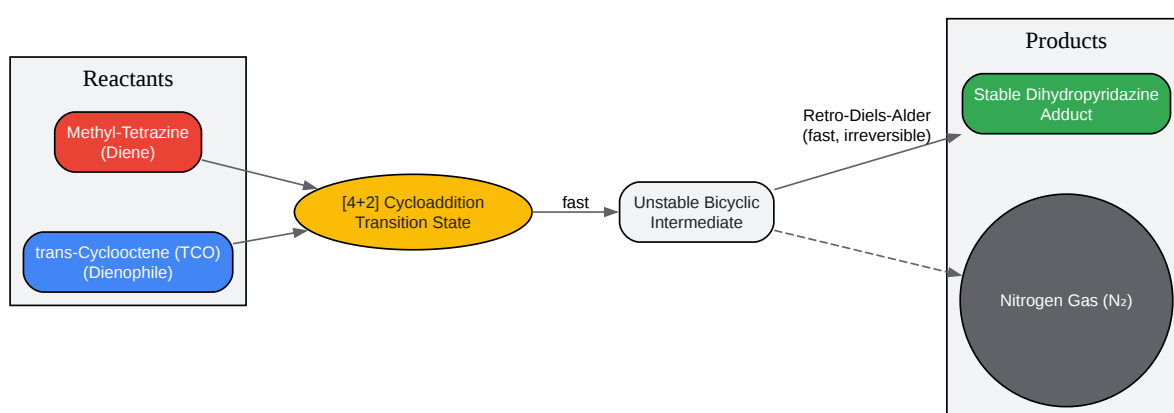 Reactants
Methyl-Tetrazine
(Diene)
trans-Cyclooctene (TCO)
(Dienophile)
[4+2] Cycloaddition
Transition State
fast
Unstable Bicyclic
Intermediate
Retro-Diels-Alder
(fast, irreversible)
Products
Stable Dihydropyridazine
Adduct
Nitrogen Gas (N₂)